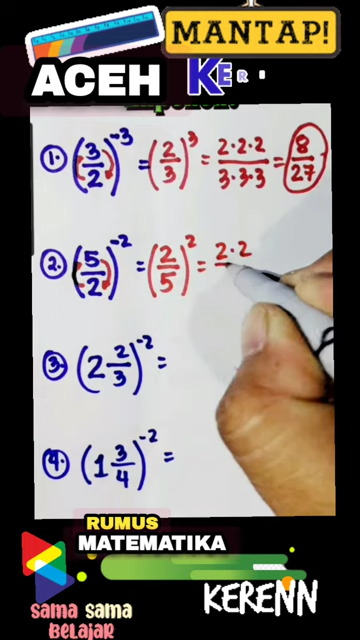 MANTAP!
ACEH KER
1. (3/2)^-3 = (2/3)^3 = 2·2·2/3·3·3 = 8/27
2. (5/2)^-2 = (2/5)^2 = 2·2
3. (2 2/3)^-2 =
4. (1 3/4)^-2 =
RUMUS
MATEMATIKA
KERENN
SAMA SAMA
BELAJAR